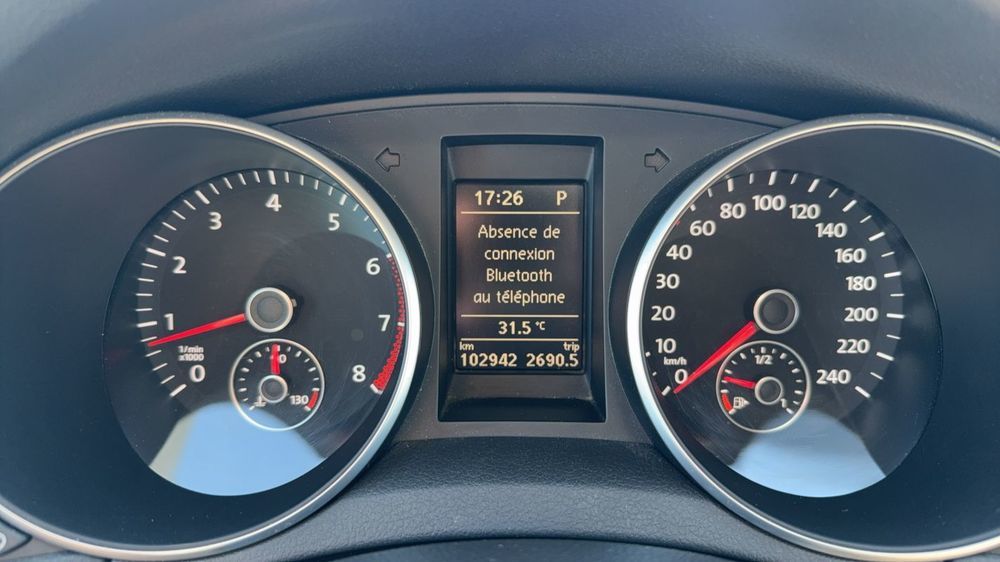 1/min
x1000
0
1
2
3
4
5
6
7
8
130
17:26 P
Absence de
connexion
Bluetooth
au téléphone
31.5 °C
km trip
102942 2690.5
km/h
0
10
20
30
40
60
80
100
120
140
160
180
200
220
240
1/2
1